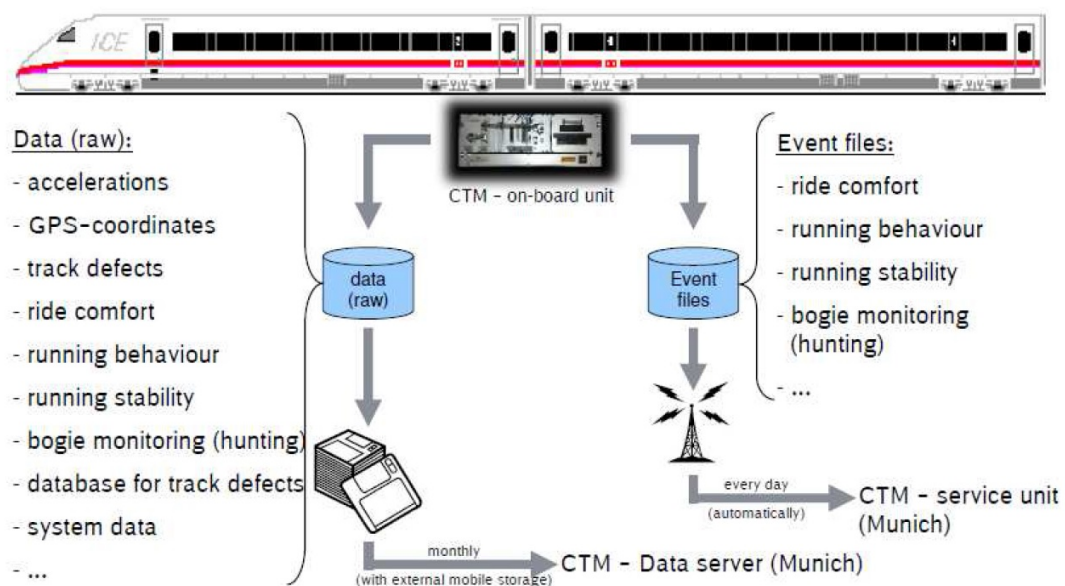 ICE
Data (raw):
- accelerations
- GPS-coordinates
- track defects
- ride comfort
- running behaviour
- running stability
- bogie monitoring (hunting)
- database for track defects
- system data
- ...
CTM - on-board unit
data
(raw)
Event
files
Event files:
- ride comfort
- running behaviour
- running stability
- bogie monitoring
(hunting)
- ...
every day
(automatically)
CTM - service unit
(Munich)
monthly
(with external mobile storage)
CTM - Data server (Munich)